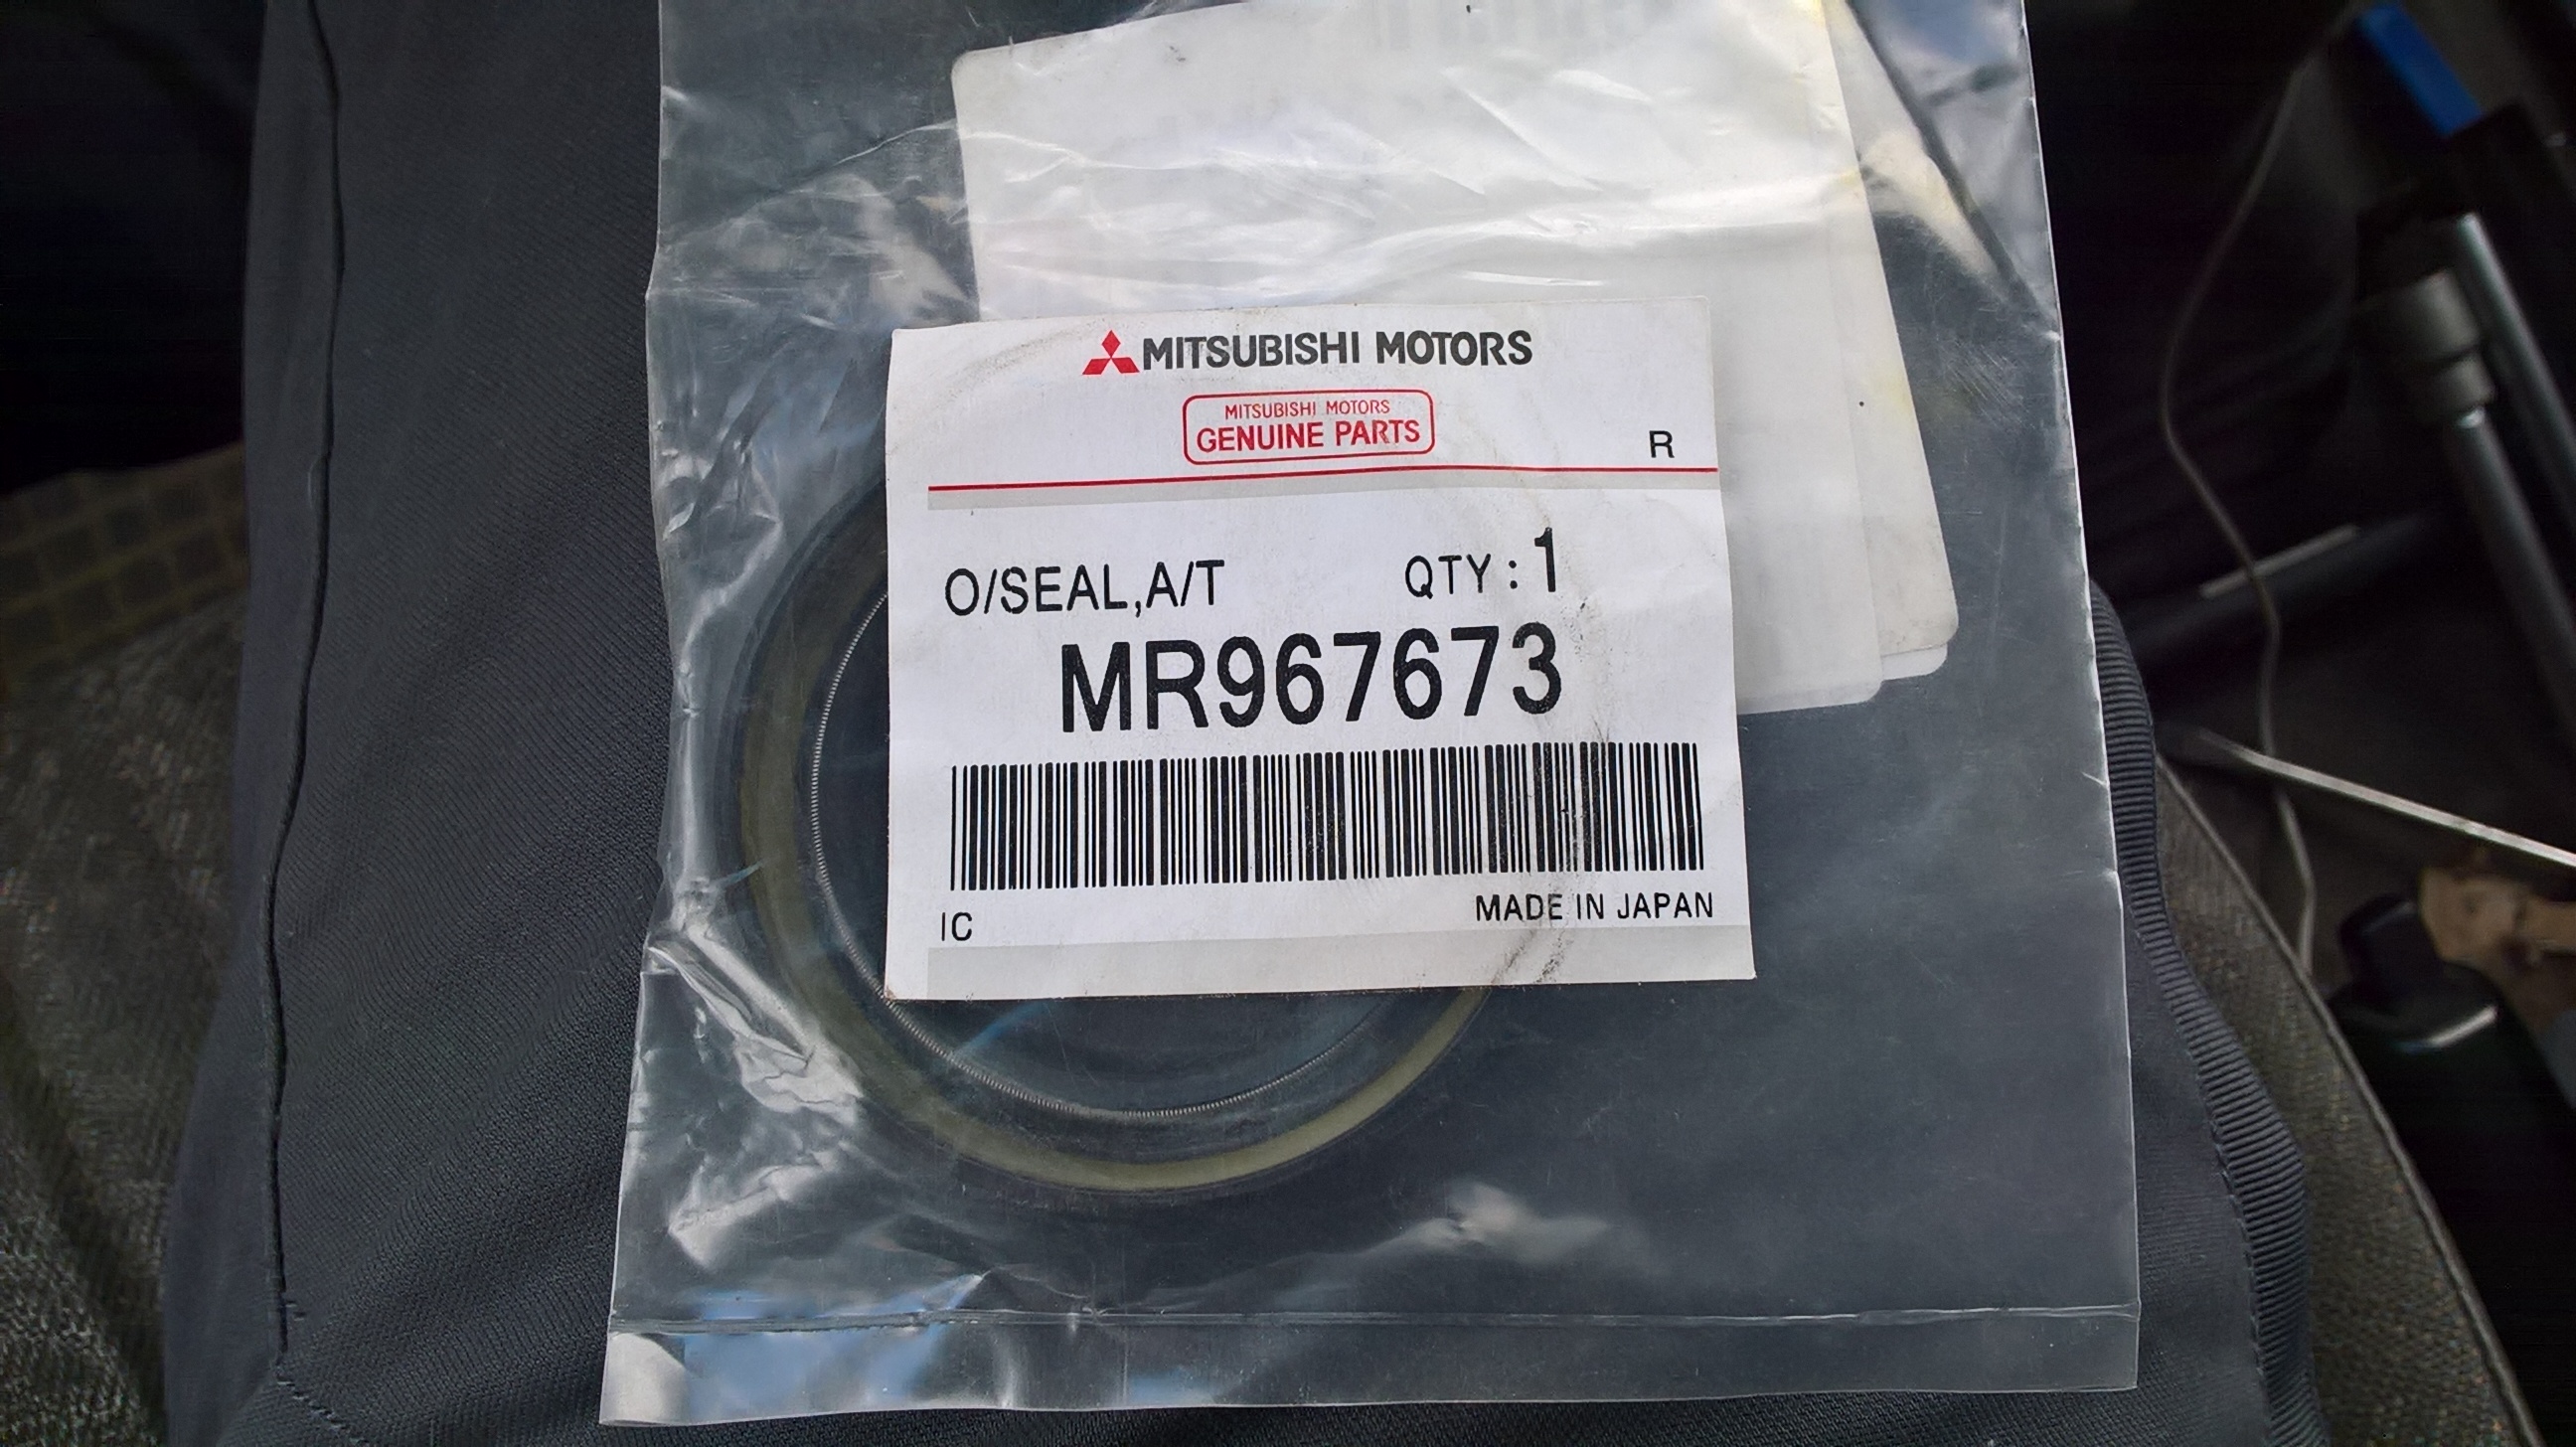 MITSUBISHI MOTORS
MITSUBISHI MOTORS
GENUINE PARTS
R
O/SEAL,A/T QTY : 1
MR967673
IC MADE IN JAPAN